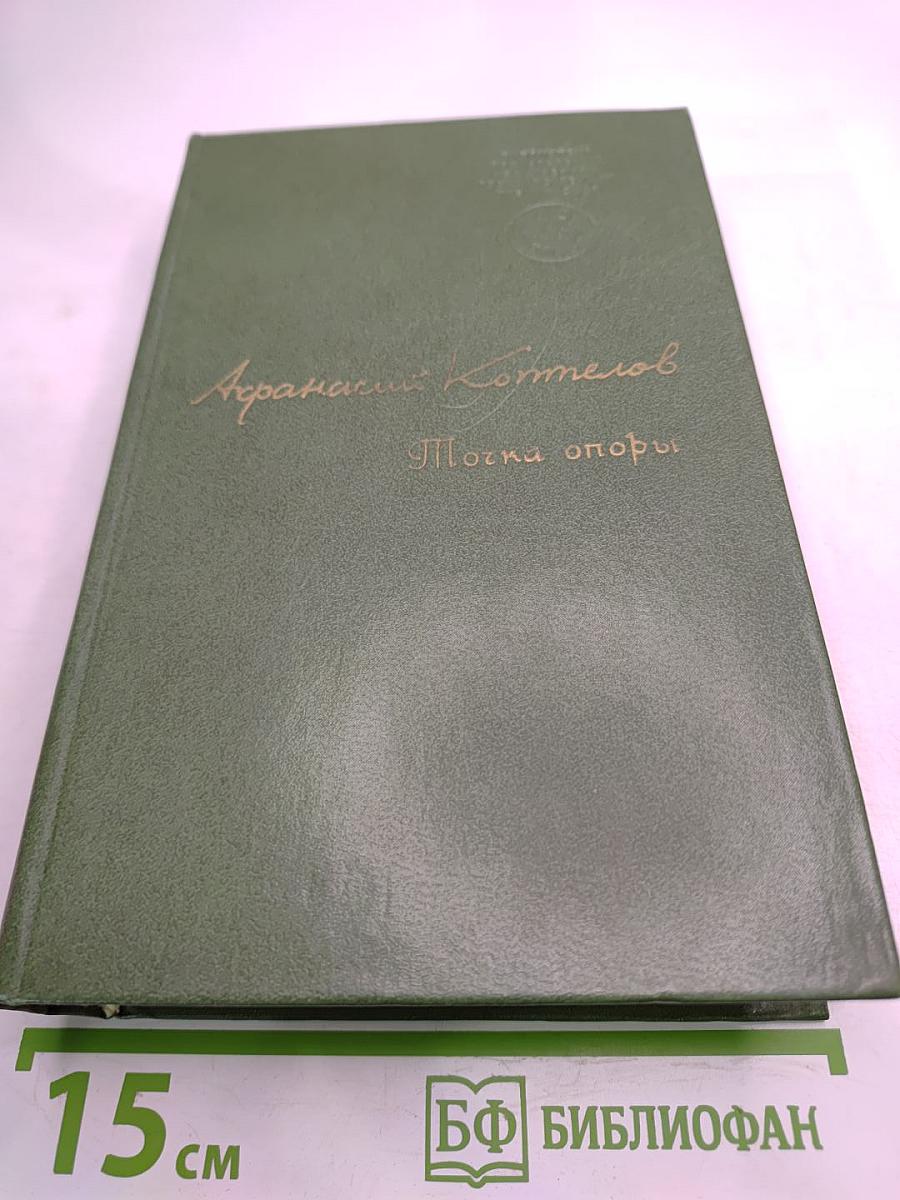 Афанасий Коптелов
Точка опоры
15 см
БФ БИБЛИОФАН